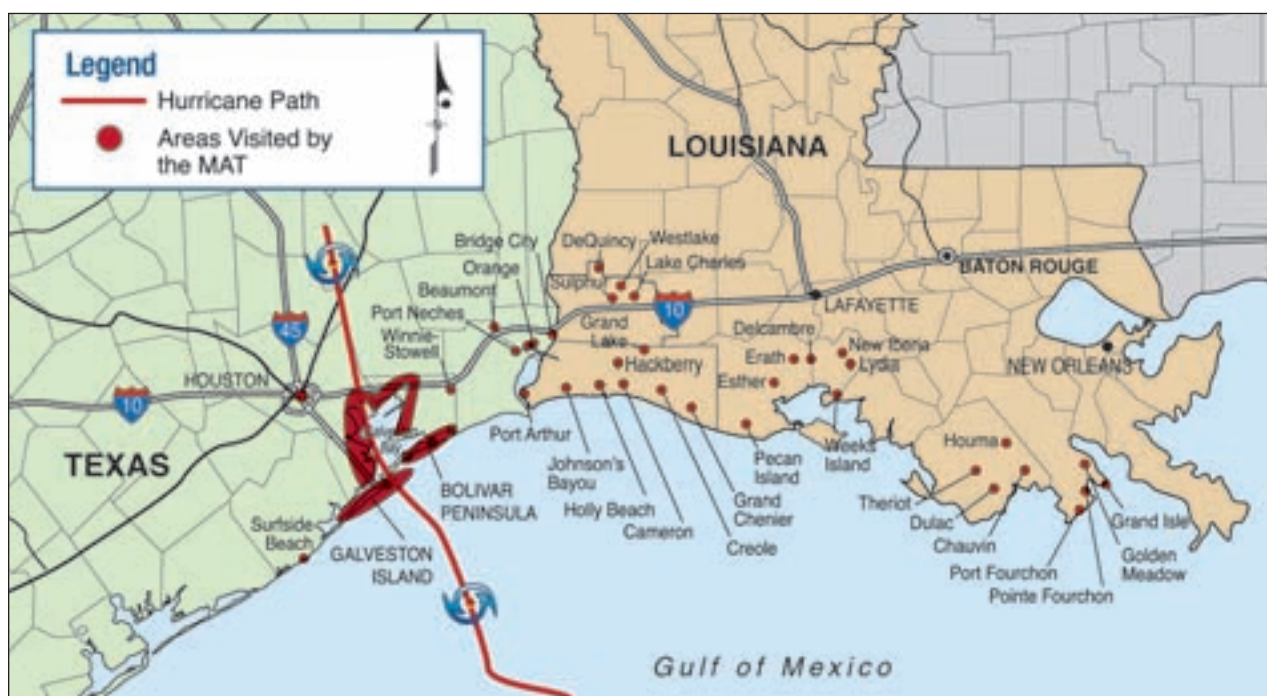 Legend
Hurricane Path
Areas Visited by
the MAT
LOUISIANA
TEXAS
45
10
10
HOUSTON
BATON ROUGE
LAFAYETTE
NEW ORLEANS
Bridge City
Orange
Beaumont
Port Neches
Winnie-
Stowell
DeQuincy
Westlake
Lake Charles
Sulphur
Grand
Lake
Hackberry
Delcambre
Erath
Esther
New Iberia
Lydia
Port Arthur
Johnson's
Bayou
Holly Beach
Cameron
Creole
Grand
Chenier
Pecan
Island
Weeks
Island
Houma
Theriot
Dulac
Chauvin
Port Fourchon
Pointe Fourchon
Golden
Meadow
Grand Isle
BOLIVAR
PENINSULA
GALVESTON
ISLAND
Surfside
Beach
Gulf of Mexico